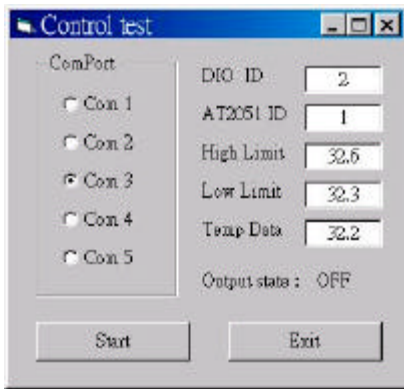 Control test
ComPort
Com 1
Com 2
Com 3
Com 4
Com 5
DIO ID
2
AT2051 ID
1
High Limit
32.6
Low Limit
32.3
Temp Data
32.2
Output state : OFF
Start
Exit